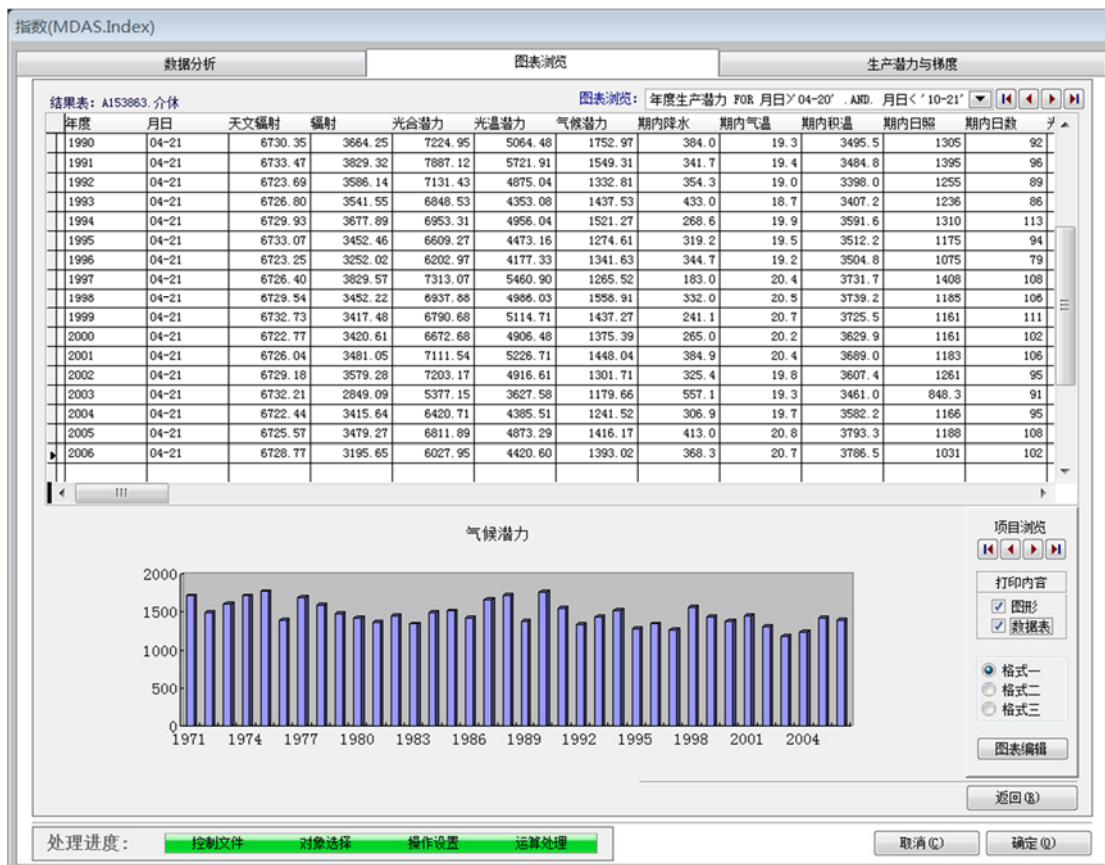 指数(MDAS.Index)
数据分析 图表浏览 生产潜力与梯度
结果表: A153863.介休 图表浏览: 年度生产潜力 FOR 月日>'04-20' .AND. 月日<'10-21'
年度 月日 天文辐射 辐射 光合潜力 光温潜力 气候潜力 期内降水 期内气温 期内积温 期内日照 期内日数
1990 04-21 6730.35 3664.25 7224.95 5064.48 1752.97 384.0 19.3 3495.5 1305 92
1991 04-21 6733.47 3829.32 7887.12 5721.91 1549.31 341.7 19.4 3484.8 1395 96
1992 04-21 6723.69 3586.14 7131.43 4875.04 1332.81 354.3 19.0 3398.0 1255 89
1993 04-21 6726.80 3541.55 6848.53 4353.08 1437.53 433.0 18.7 3407.2 1236 86
1994 04-21 6729.93 3677.89 6953.31 4956.04 1521.27 268.6 19.9 3591.6 1310 113
1995 04-21 6733.07 3452.46 6609.27 4473.16 1274.61 319.2 19.5 3512.2 1175 94
1996 04-21 6723.25 3252.02 6202.97 4177.33 1341.63 344.7 19.2 3504.8 1075 79
1997 04-21 6726.40 3829.57 7313.07 5460.90 1265.52 183.0 20.4 3731.7 1408 108
1998 04-21 6729.54 3452.22 6937.88 4986.03 1558.91 332.0 20.5 3739.2 1185 106
1999 04-21 6732.73 3417.48 6790.68 5114.71 1437.27 241.1 20.7 3725.5 1161 111
2000 04-21 6722.77 3420.61 6672.68 4906.48 1375.39 265.0 20.2 3629.9 1161 102
2001 04-21 6726.04 3481.05 7111.54 5226.71 1448.04 384.9 20.4 3689.0 1183 106
2002 04-21 6729.18 3579.28 7203.17 4916.61 1301.71 325.4 19.8 3607.4 1261 95
2003 04-21 6732.21 2849.09 5377.15 3627.58 1179.66 557.1 19.3 3461.0 848.3 91
2004 04-21 6722.44 3415.64 6420.71 4385.51 1241.52 306.9 19.7 3582.2 1166 95
2005 04-21 6725.57 3479.27 6811.89 4873.29 1416.17 413.0 20.8 3793.3 1188 108
2006 04-21 6728.77 3195.65 6027.95 4420.60 1393.02 368.3 20.7 3786.5 1031 102
气候潜力
2000
1500
1000
500
0
1971 1974 1977 1980 1983 1986 1989 1992 1995 1998 2001 2004
项目浏览
打印内容
图形
数据表
格式一
格式二
格式三
图表编辑
返回(R)
处理进度: 控制文件 对象选择 操作设置 运算处理 取消(C) 确定(O)